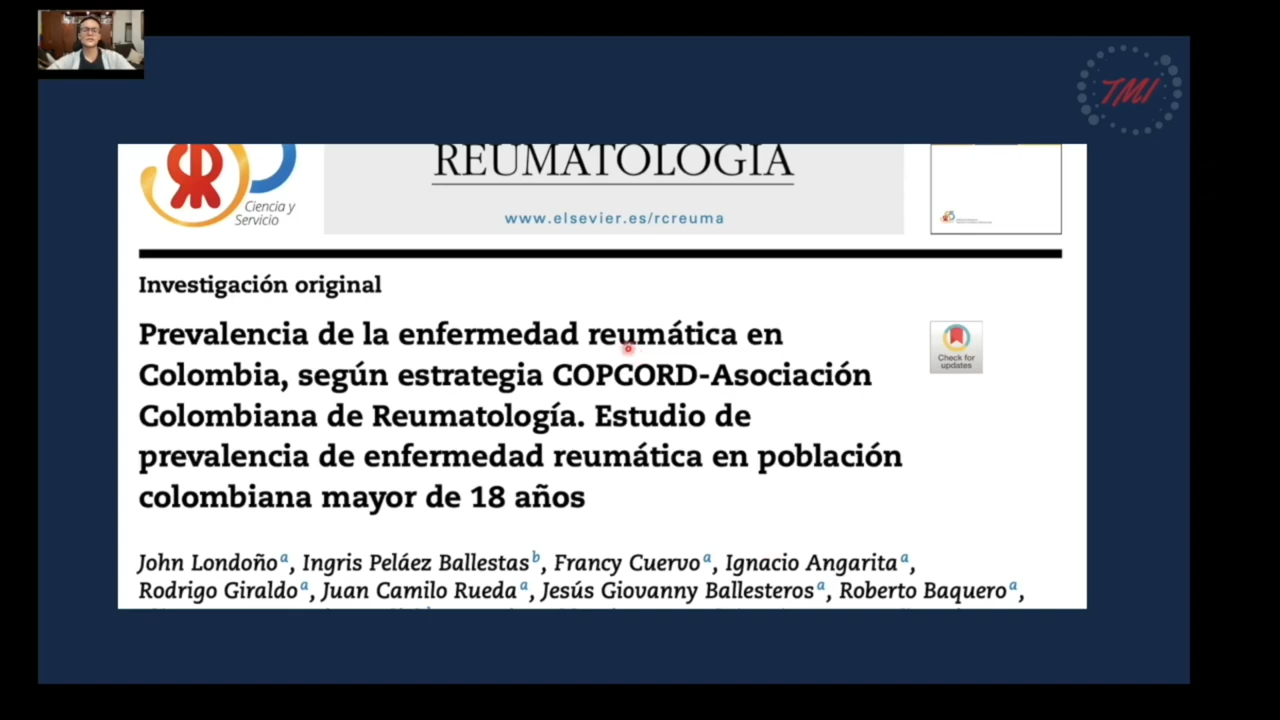 TMI
REUMATOLOGÍA
Ciencia y
Servicio
www.elsevier.es/rcreuma
Investigación original
Prevalencia de la enfermedad reumática en
Colombia, según estrategia COPCORD-Asociación
Colombiana de Reumatología. Estudio de
prevalencia de enfermedad reumática en población
colombiana mayor de 18 años
Check for
updates
John Londoño a, Ingris Peláez Ballestas b, Francy Cuervo a, Ignacio Angarita a,
Rodrigo Giraldo a, Juan Camilo Rueda a, Jesús Giovanny Ballesteros a, Roberto Baquero a,